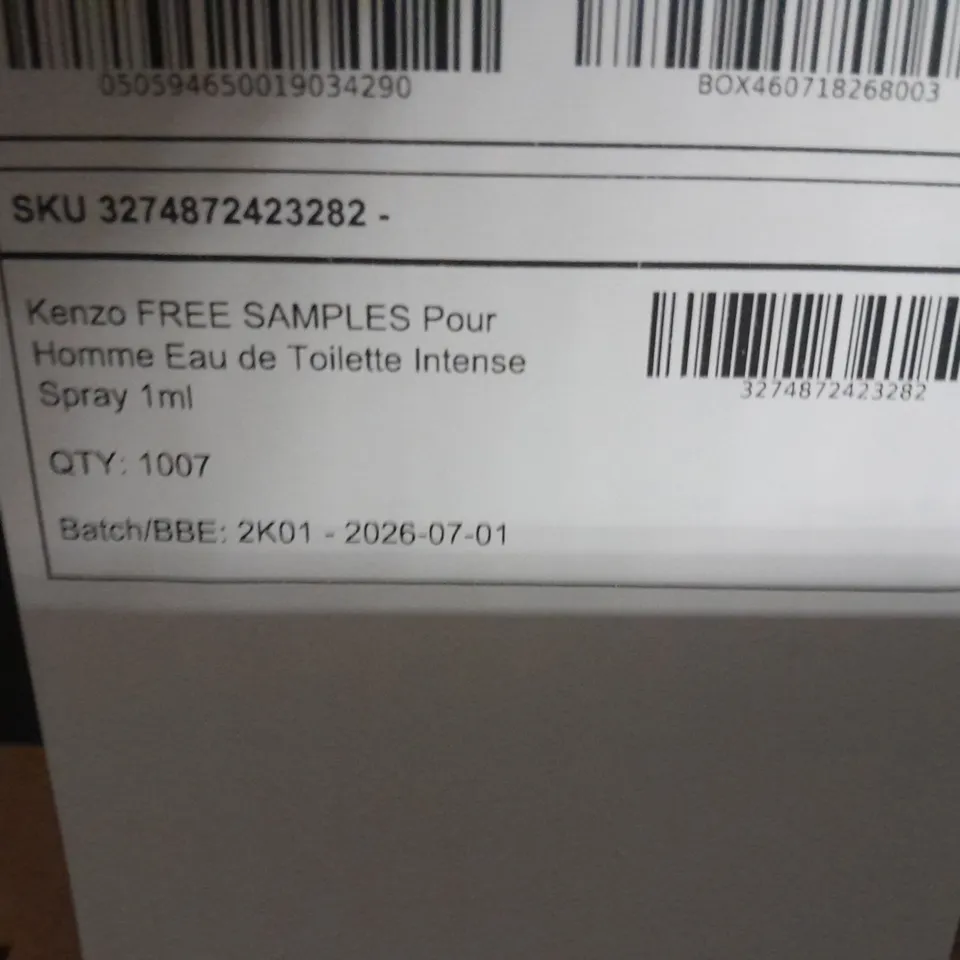 050594650019034290
BOX460718268003
SKU 3274872423282 -
Kenzo FREE SAMPLES Pour
Homme Eau de Toilette Intense
Spray 1ml
3274872423282
QTY: 1007
Batch/BBE: 2K01 - 2026-07-01